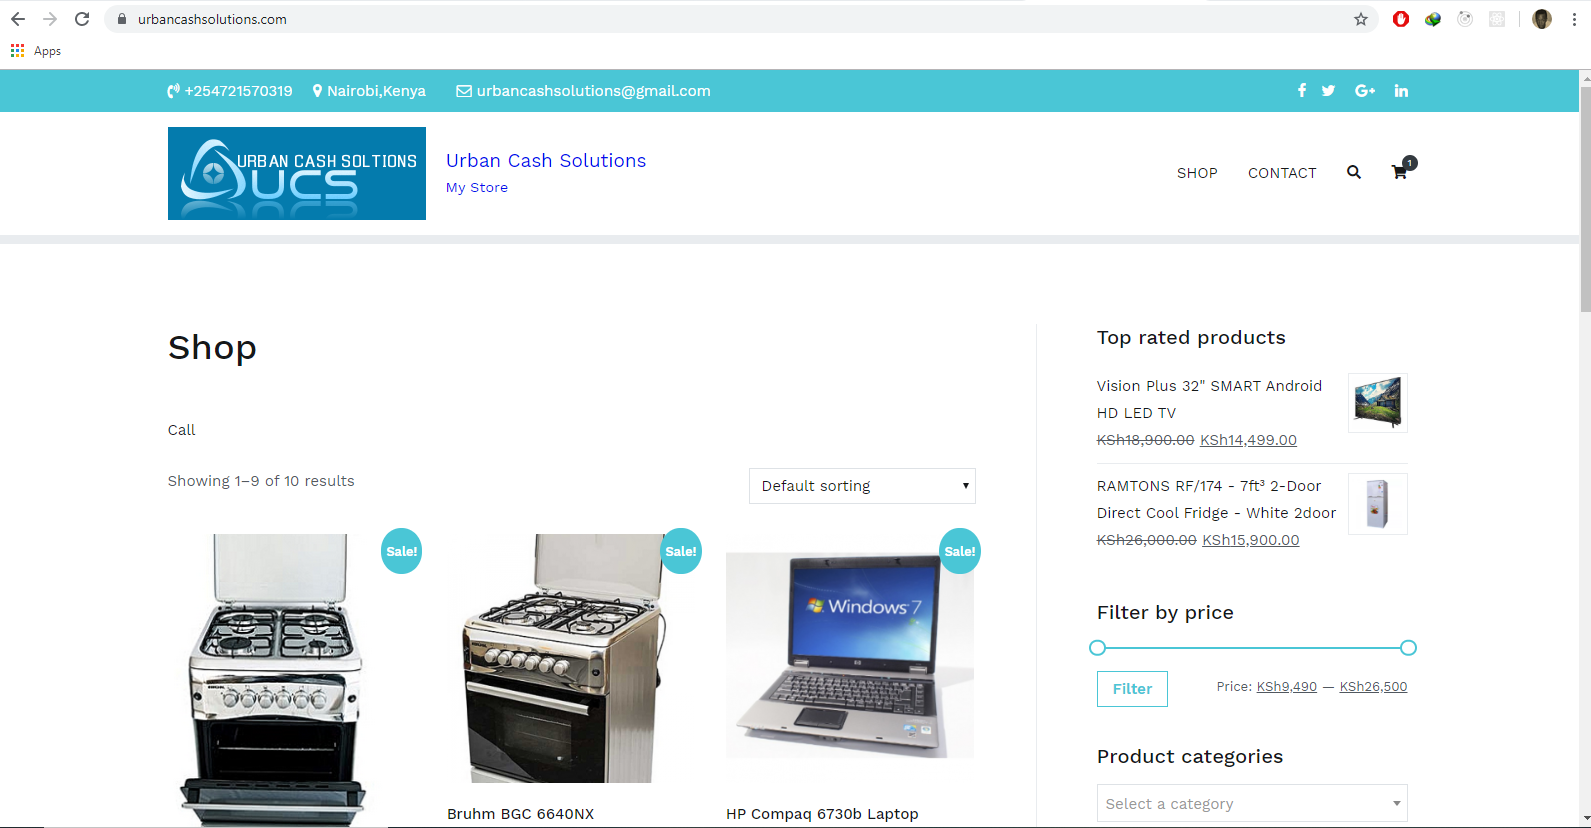 urbancashsolutions.com
Apps
+254721570319 Nairobi,Kenya urbancashsolutions@gmail.com
URBAN CASH SOLTIONS
UCS
Urban Cash Solutions
My Store
SHOP CONTACT 1
Shop
Call
Showing 1–9 of 10 results
Default sorting
Sale!
Sale!
Sale!
Windows 7
Bruhm BGC 6640NX
HP Compaq 6730b Laptop
Top rated products
Vision Plus 32" SMART Android
HD LED TV
KSh18,900.00 KSh14,499.00
RAMTONS RF/174 - 7ft³ 2-Door
Direct Cool Fridge - White 2door
KSh26,000.00 KSh15,900.00
Filter by price
Filter Price: KSh9,490 — KSh26,500
Product categories
Select a category